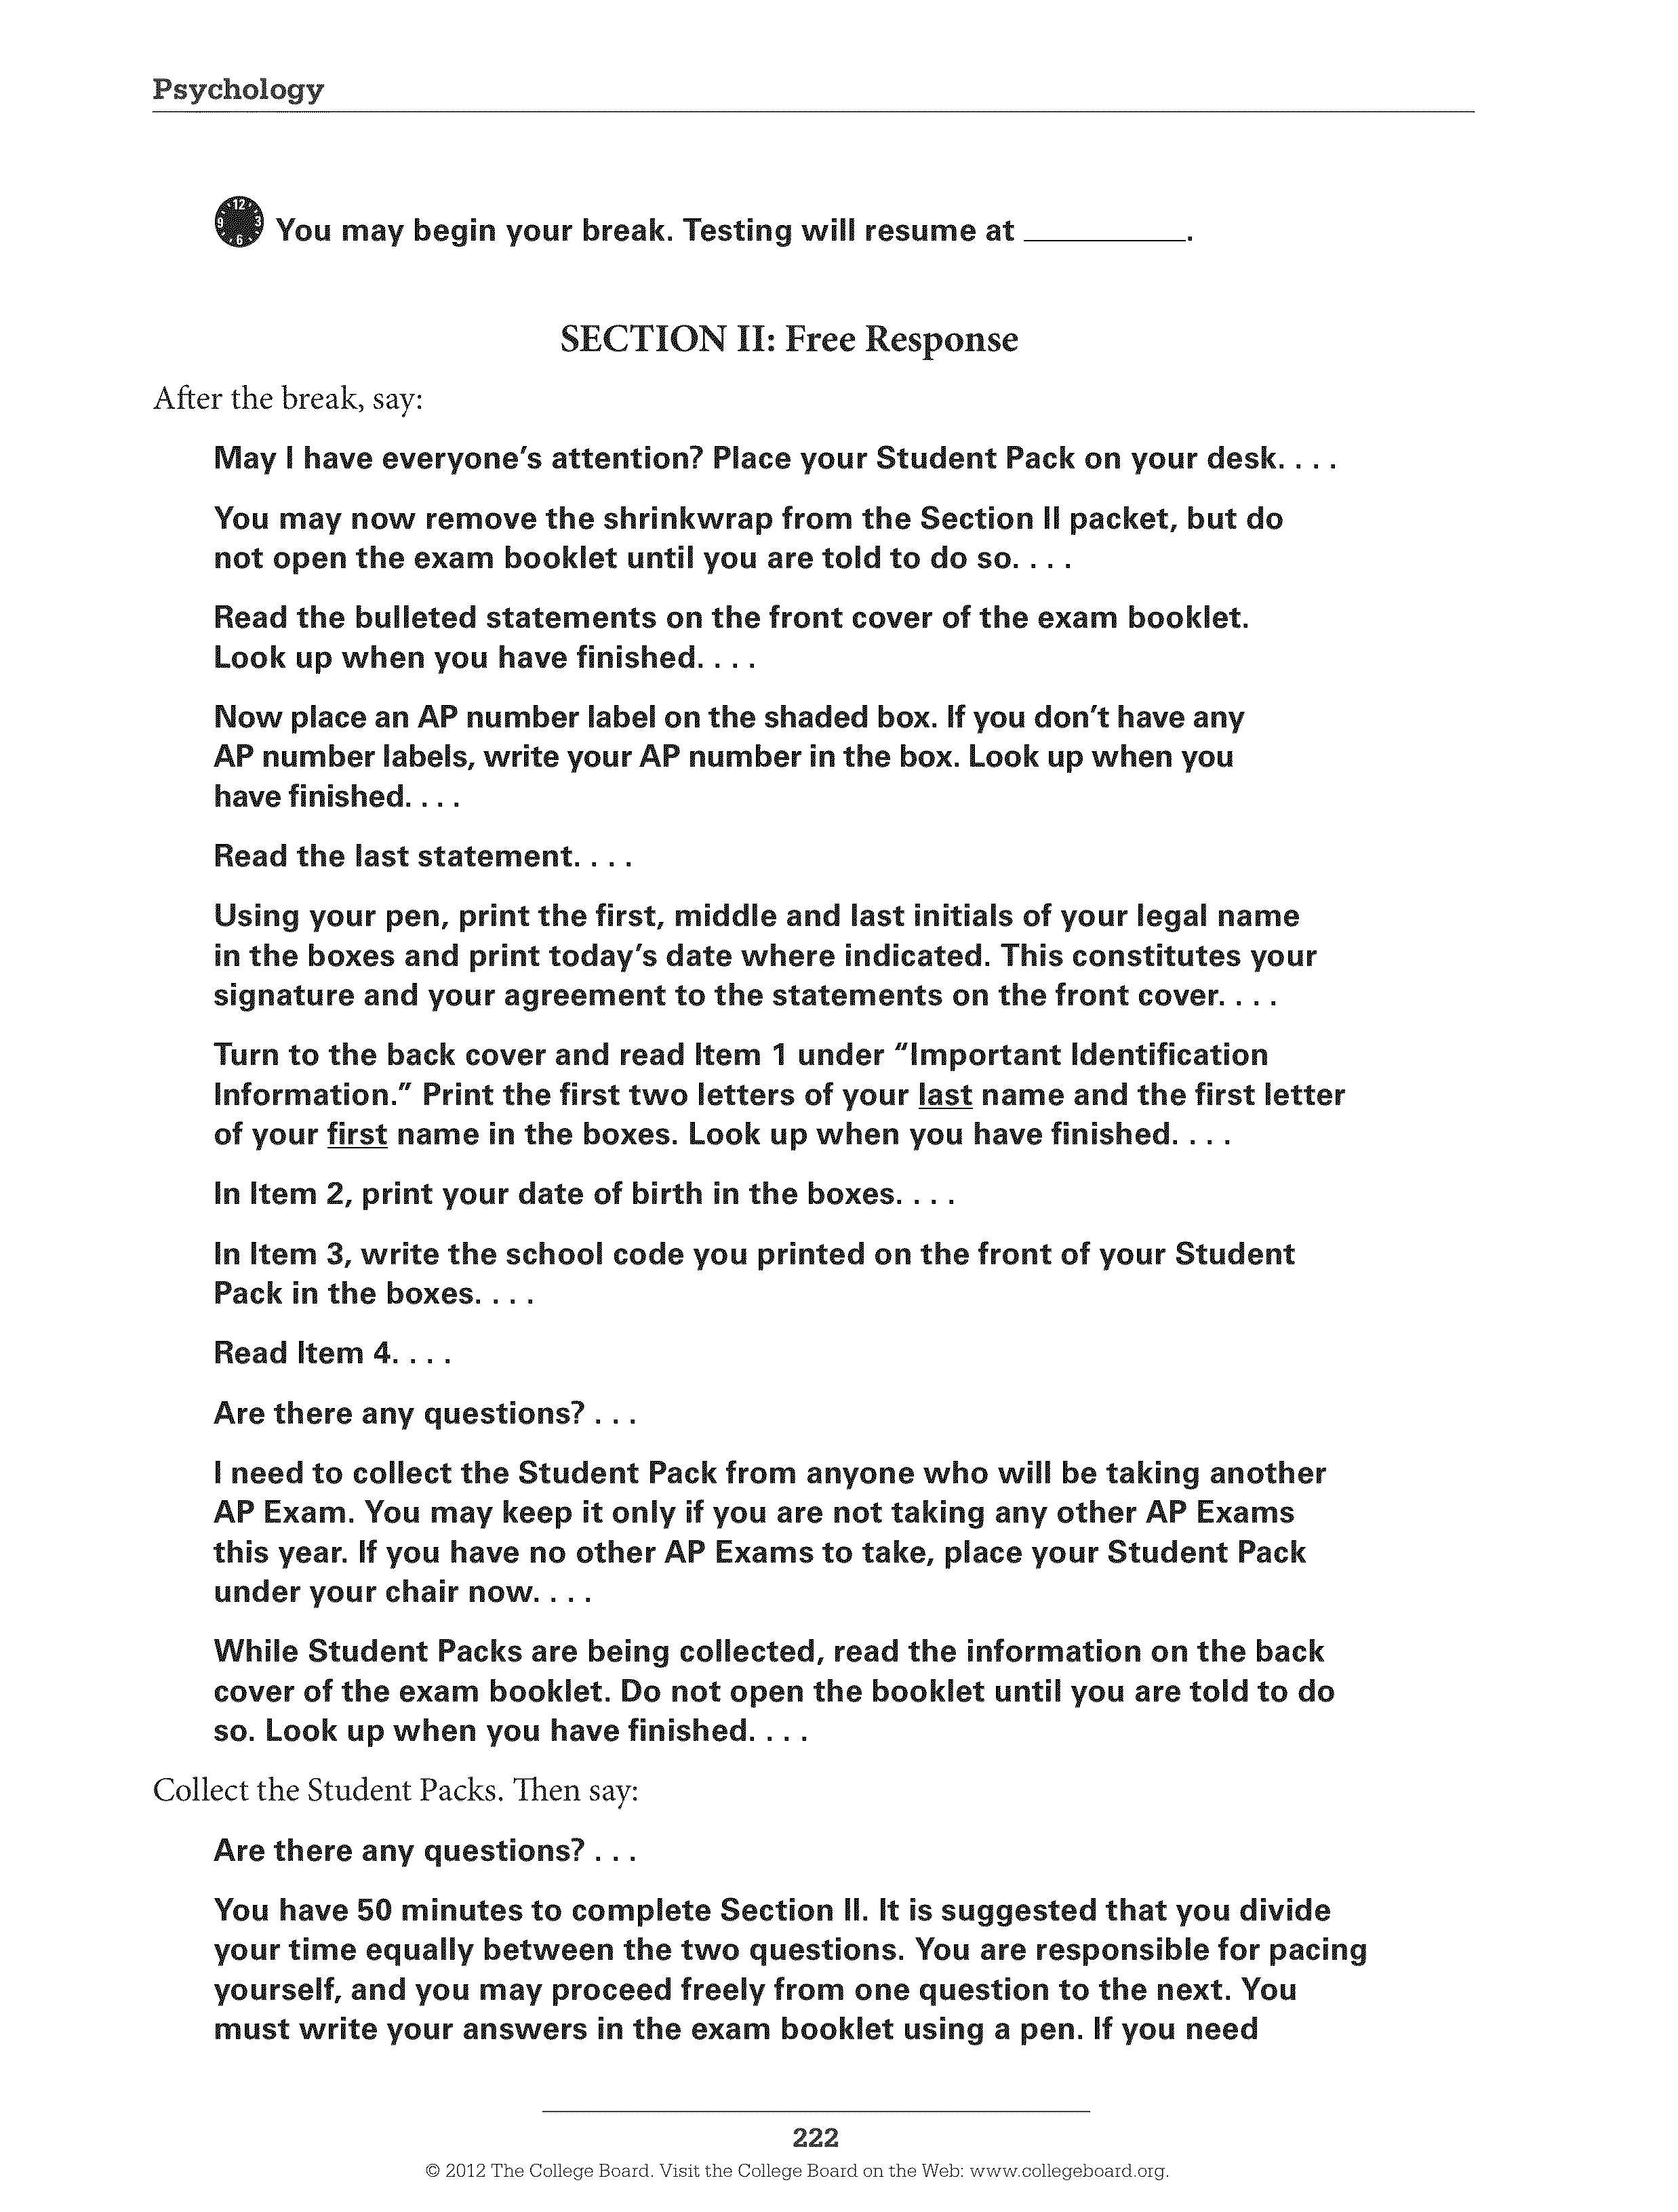 Psychology
12
9 3
6
You may begin your break. Testing will resume at __________.
SECTION II: Free Response
After the break, say:
May I have everyone’s attention? Place your Student Pack on your desk. . . .
You may now remove the shrinkwrap from the Section II packet, but do
not open the exam booklet until you are told to do so. . . .
Read the bulleted statements on the front cover of the exam booklet.
Look up when you have finished. . . .
Now place an AP number label on the shaded box. If you don’t have any
AP number labels, write your AP number in the box. Look up when you
have finished. . . .
Read the last statement. . . .
Using your pen, print the first, middle and last initials of your legal name
in the boxes and print today’s date where indicated. This constitutes your
signature and your agreement to the statements on the front cover. . . .
Turn to the back cover and read Item 1 under “Important Identification
Information.” Print the first two letters of your last name and the first letter
of your first name in the boxes. Look up when you have finished. . . .
In Item 2, print your date of birth in the boxes. . . .
In Item 3, write the school code you printed on the front of your Student
Pack in the boxes. . . .
Read Item 4. . . .
Are there any questions? . . .
I need to collect the Student Pack from anyone who will be taking another
AP Exam. You may keep it only if you are not taking any other AP Exams
this year. If you have no other AP Exams to take, place your Student Pack
under your chair now. . . .
While Student Packs are being collected, read the information on the back
cover of the exam booklet. Do not open the booklet until you are told to do
so. Look up when you have finished. . . .
Collect the Student Packs. Then say:
Are there any questions? . . .
You have 50 minutes to complete Section II. It is suggested that you divide
your time equally between the two questions. You are responsible for pacing
yourself, and you may proceed freely from one question to the next. You
must write your answers in the exam booklet using a pen. If you need
222
© 2012 The College Board. Visit the College Board on the Web: www.collegeboard.org.